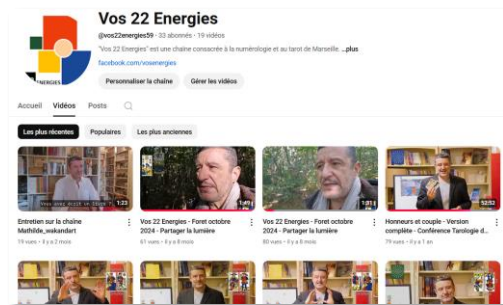 Vos 22 Energies
@vos22energies59 · 33 abonnés · 19 vidéos
"Vos 22 Energies" est une chaîne consacrée à la numérologie et au tarot de Marseille. ...plus
facebook.com/vosenergies
ENERGIES
Personnaliser la chaîne
Gérer les vidéos
Accueil Vidéos Posts
Les plus récentes Populaires Les plus anciennes
1:23
1:49
1:31
52:52
Entretien sur la chaîne
Mathilde_wakandart
19 vues · il y a 2 mois
Vos 22 Energies - Foret octobre
2024 - Partager la lumière
61 vues · il y a 8 mois
Vos 22 Energies - Foret octobre
2024 - Partager la lumière
80 vues · il y a 8 mois
Honneurs et couple - Version
complète - Conférence Tarologie d...
79 vues · il y a 1 an